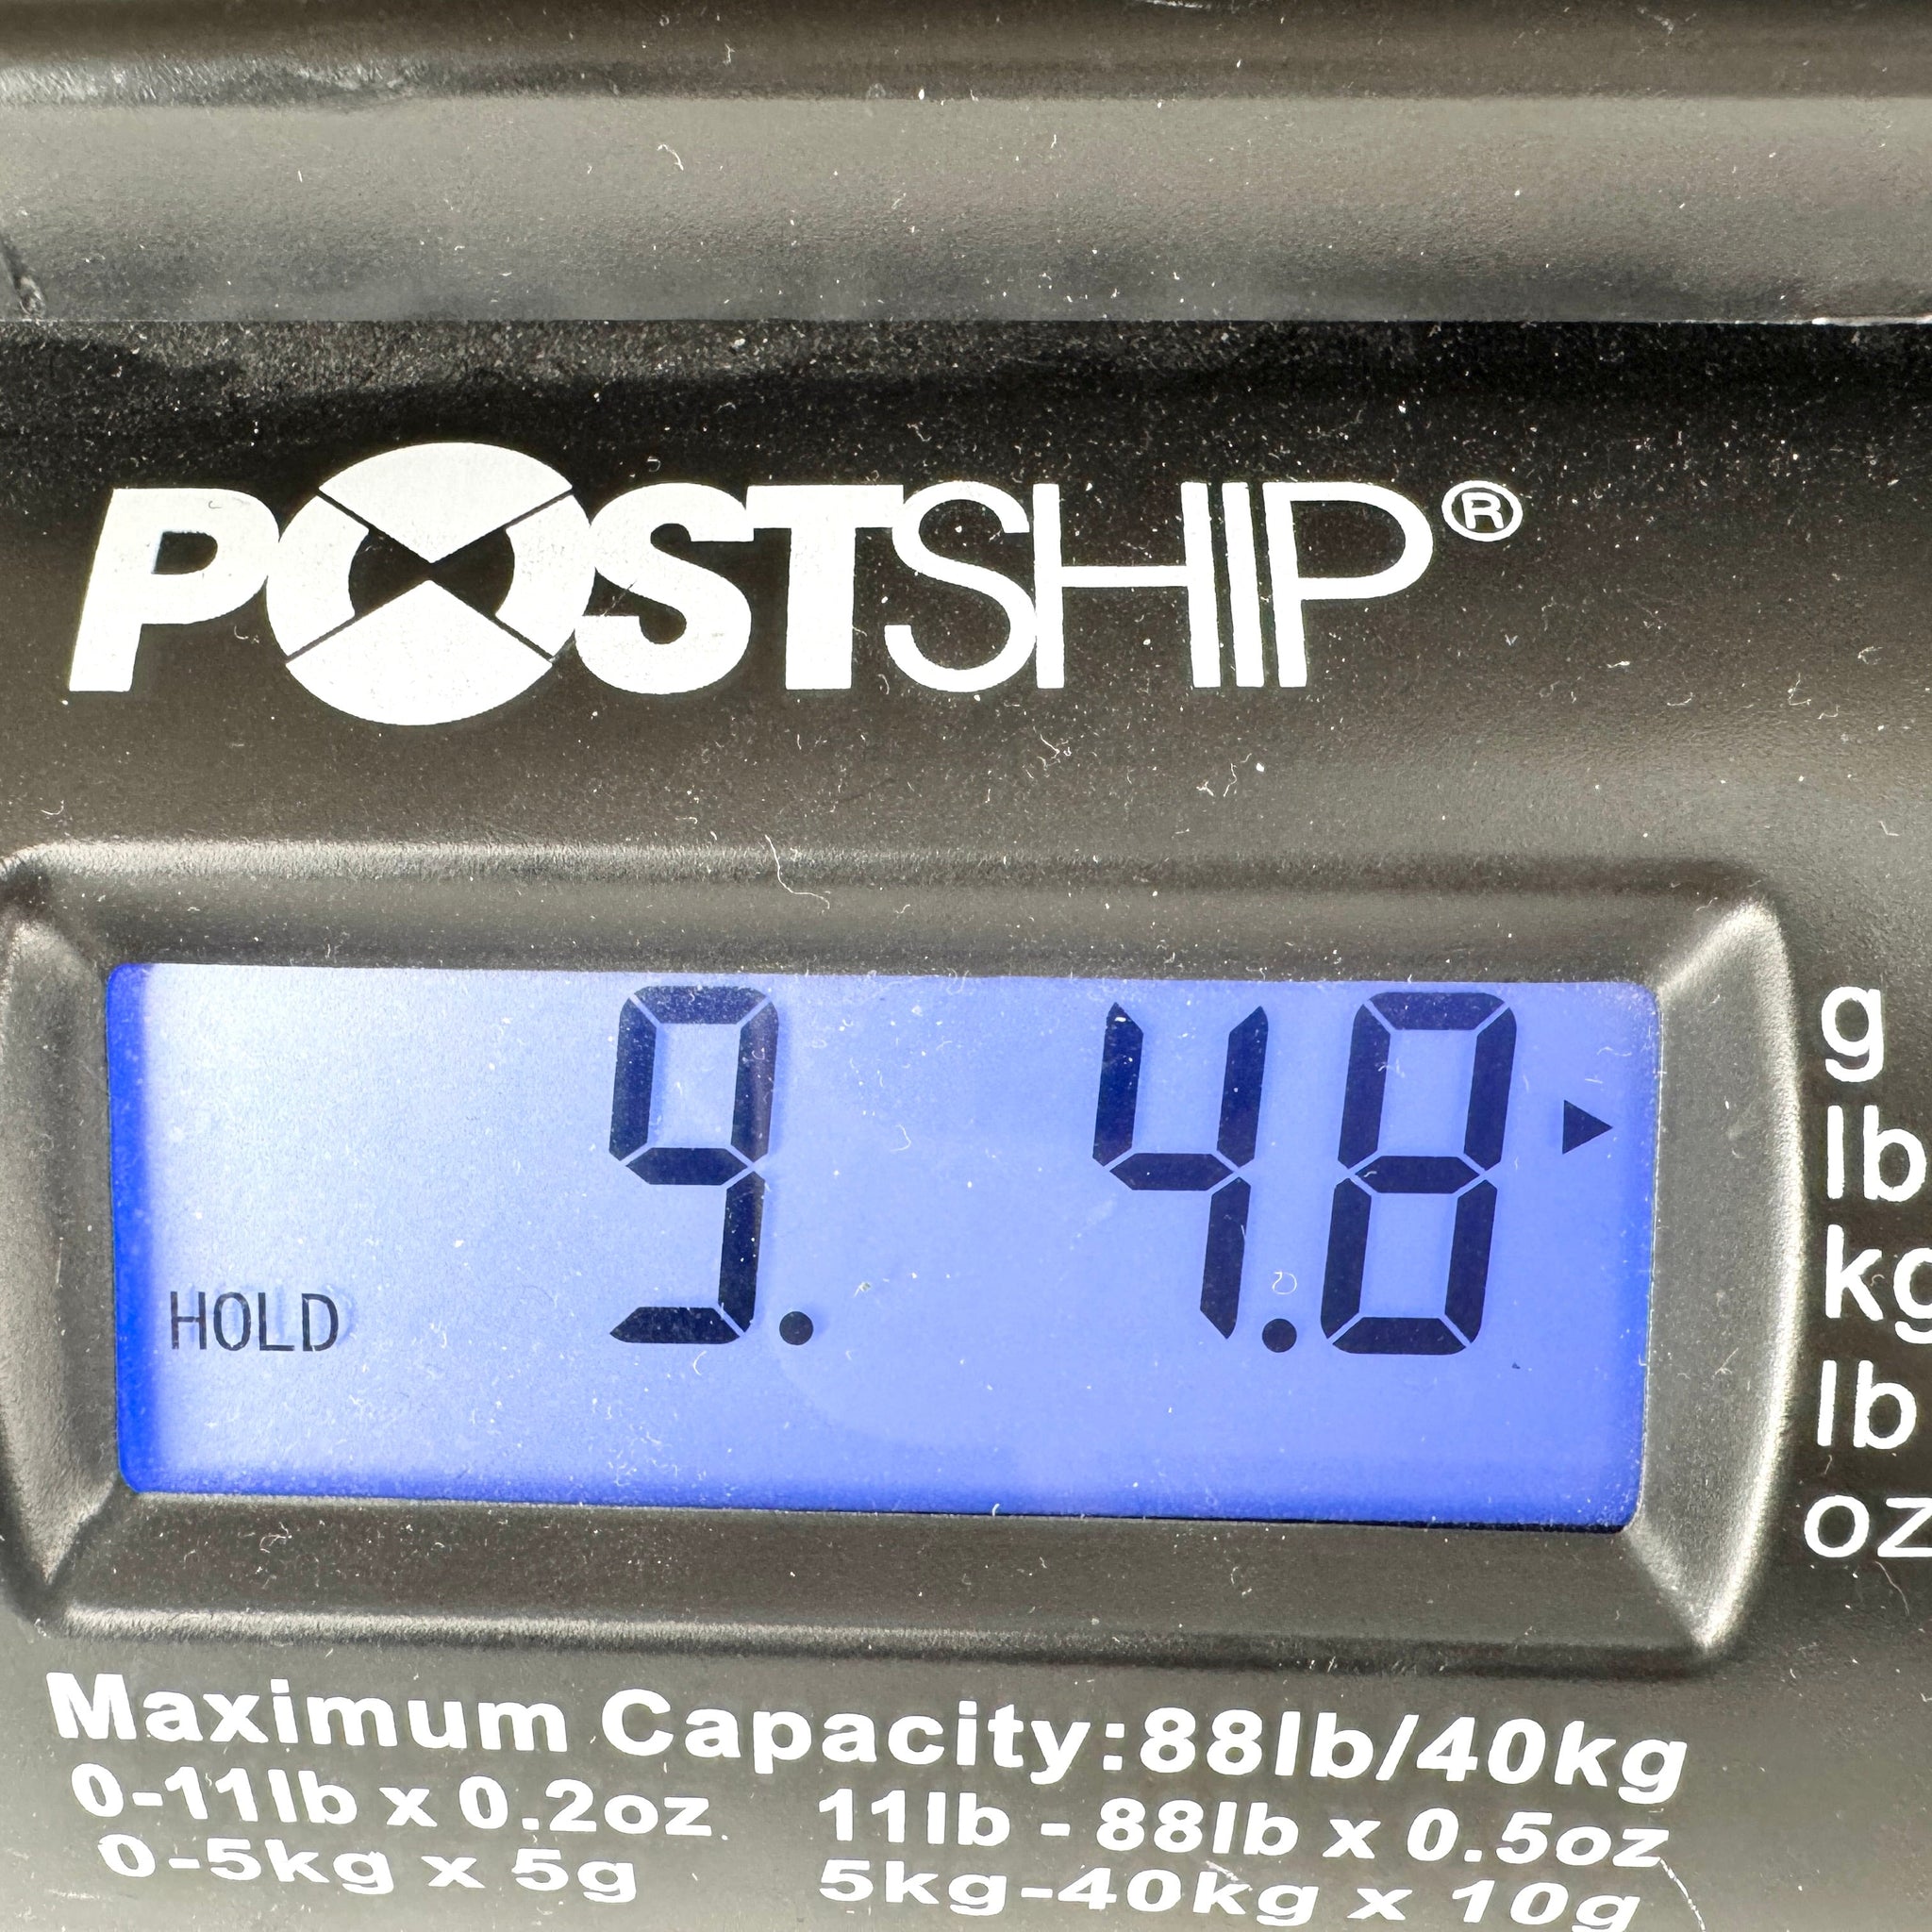 POSTSHIP®
9. 4.8
HOLD
g
lb
kg
lb
oz
Maximum Capacity:88lb/40kg
0-11lb x 0.2oz 11lb - 88lb x 0.5oz
0-5kg x 5g 5kg-40kg x 10g